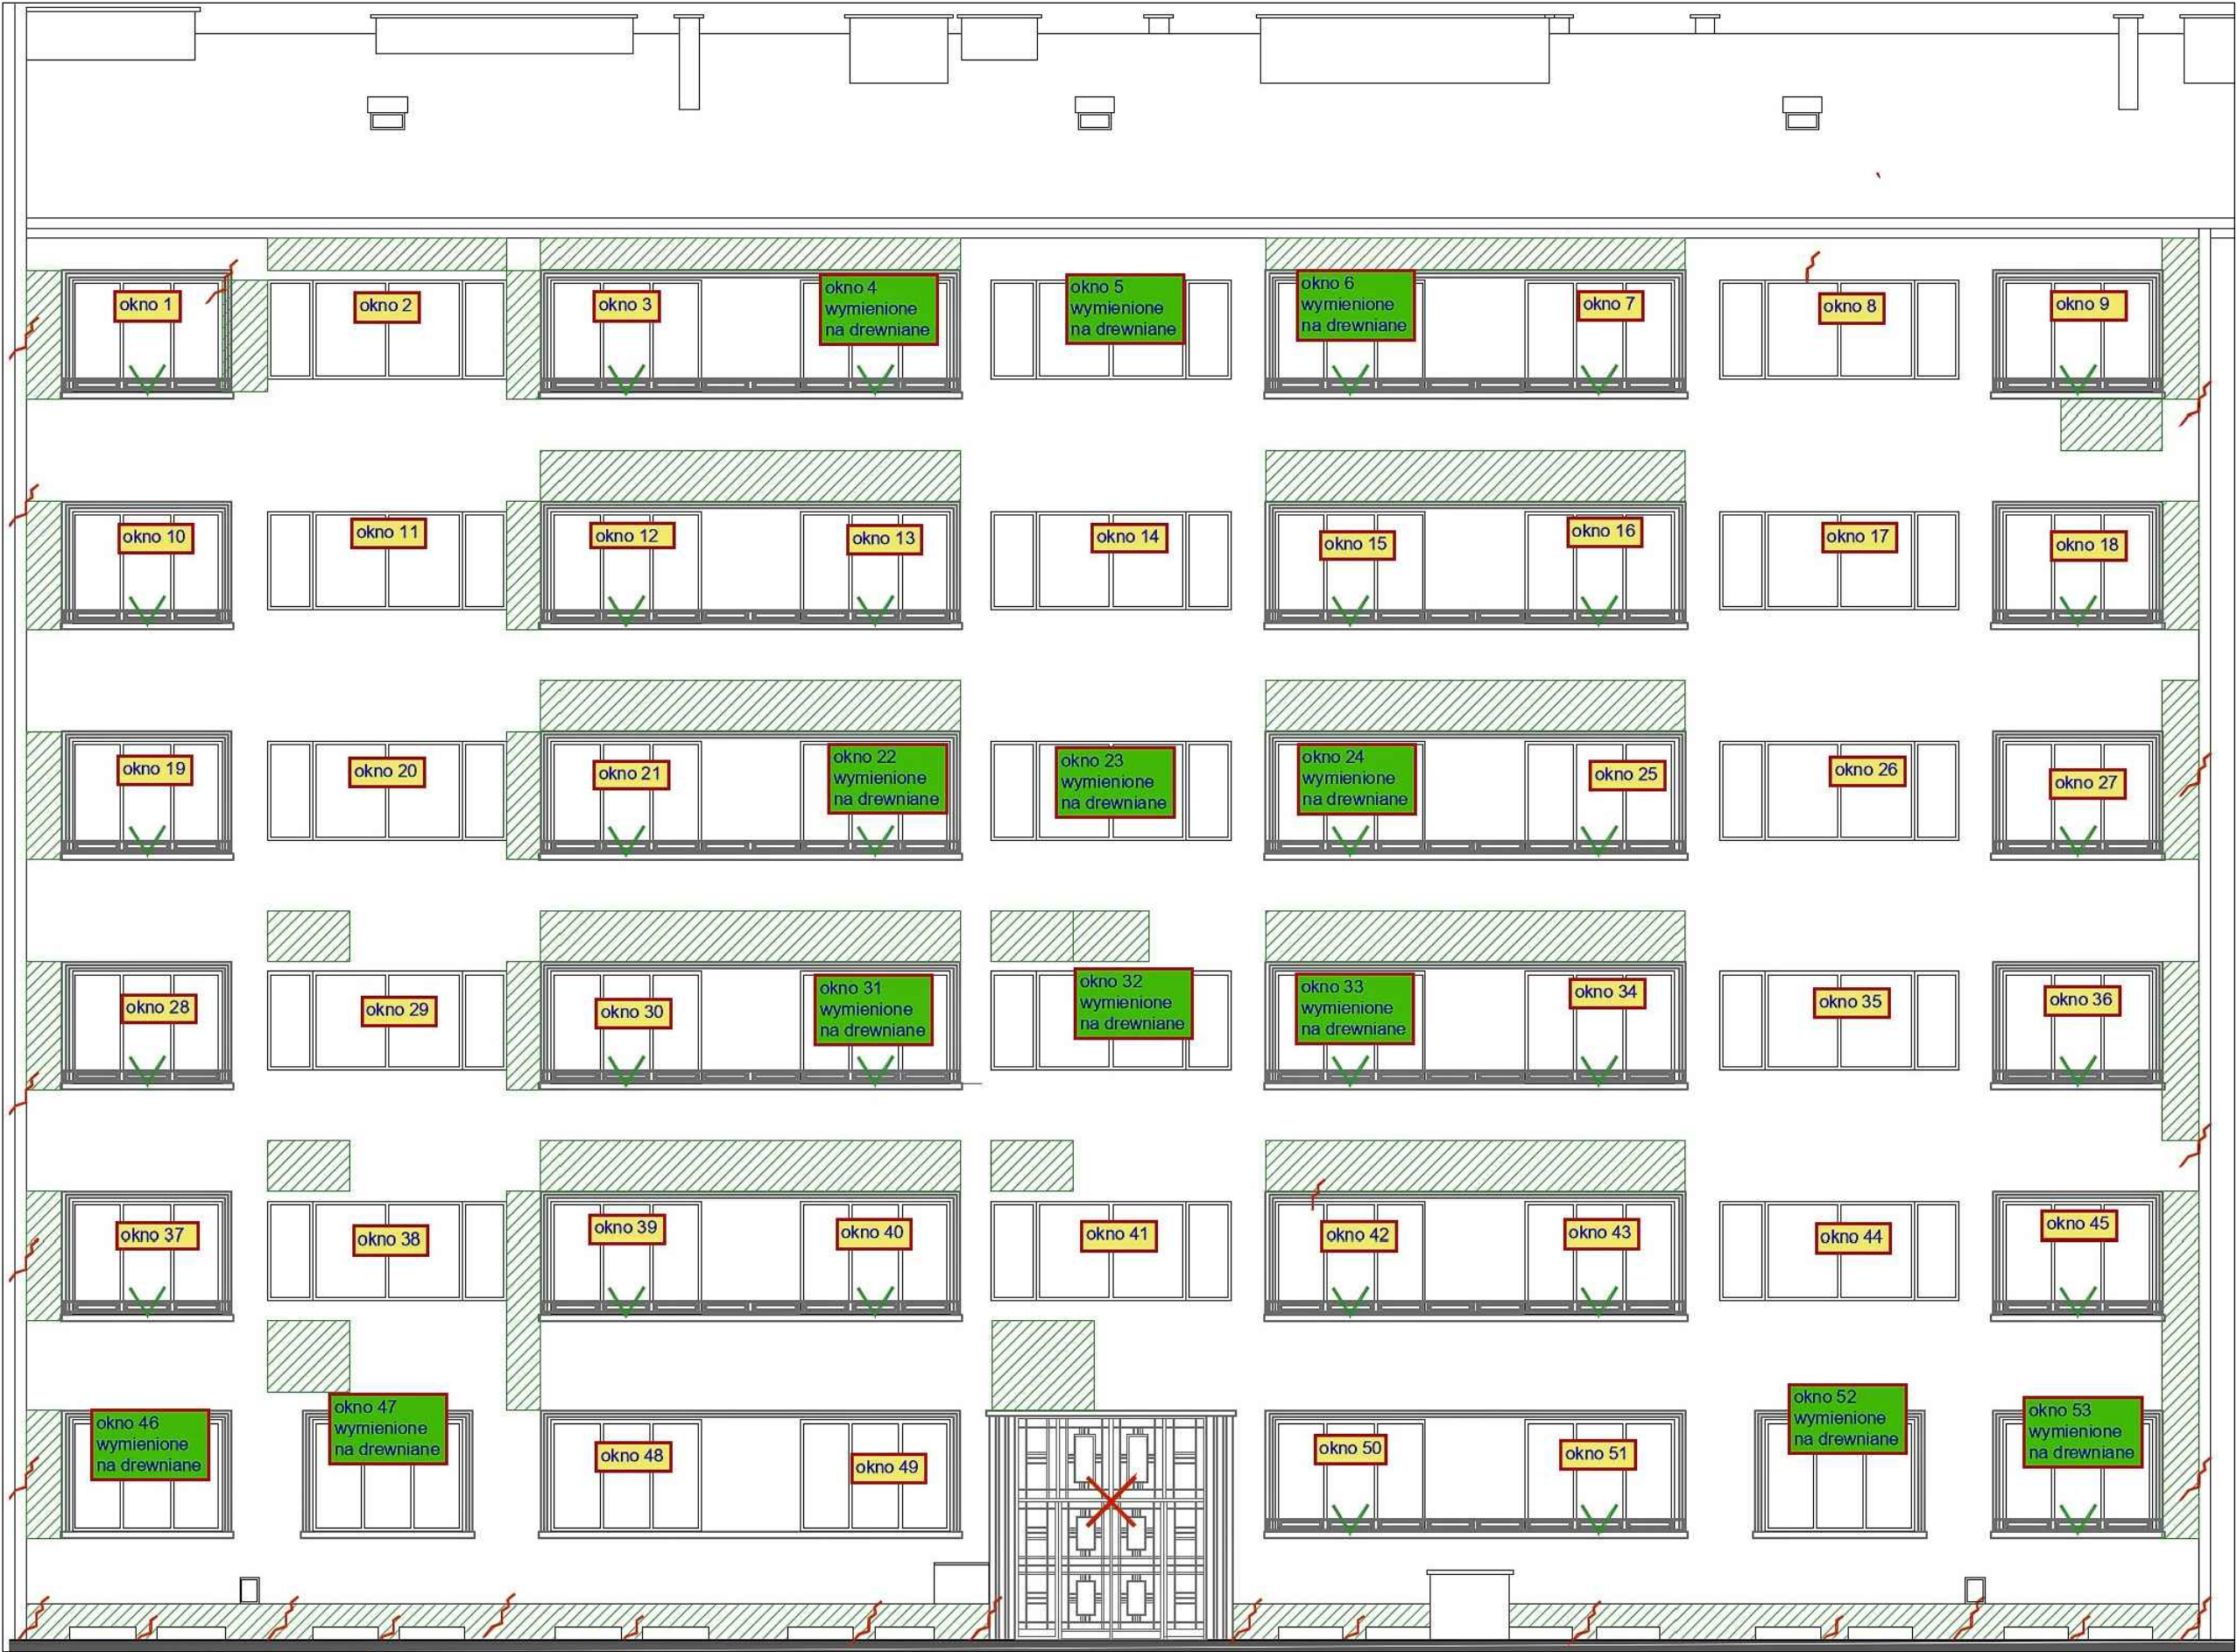 okno 1
okno 2
okno 3
okno 4
wymienione
na drewniane
okno 5
wymienione
na drewniane
okno 6
wymienione
na drewniane
okno 7
okno 8
okno 9
okno 10
okno 11
okno 12
okno 13
okno 14
okno 15
okno 16
okno 17
okno 18
okno 19
okno 20
okno 21
okno 22
wymienione
na drewniane
okno 23
wymienione
na drewniane
okno 24
wymienione
na drewniane
okno 25
okno 26
okno 27
okno 28
okno 29
okno 30
okno 31
wymienione
na drewniane
okno 32
wymienione
na drewniane
okno 33
wymienione
na drewniane
okno 34
okno 35
okno 36
okno 37
okno 38
okno 39
okno 40
okno 41
okno 42
okno 43
okno 44
okno 45
okno 46
wymienione
na drewniane
okno 47
wymienione
na drewniane
okno 48
okno 49
okno 50
okno 51
okno 52
wymienione
na drewniane
okno 53
wymienione
na drewniane